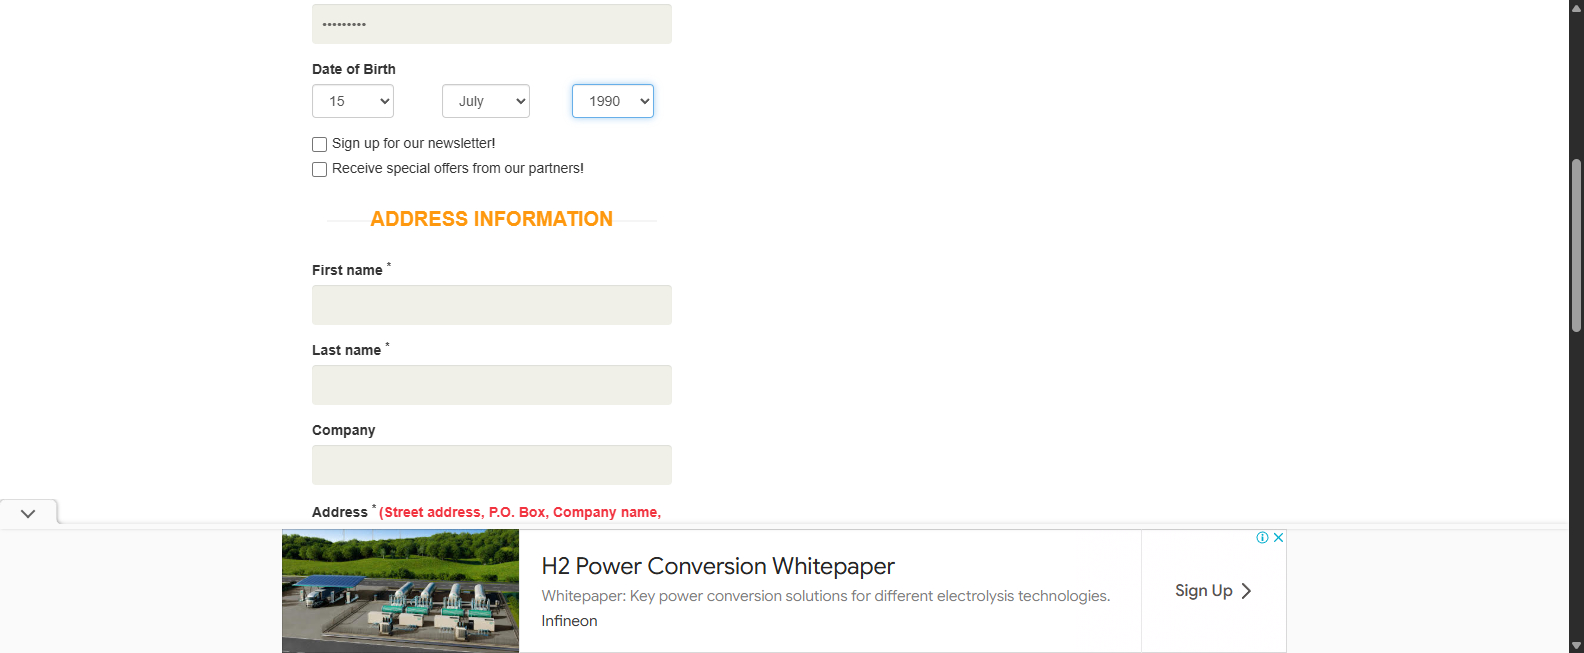 •••••••••
Date of Birth
15 July 1990
Sign up for our newsletter!
Receive special offers from our partners!
ADDRESS INFORMATION
First name *
Last name *
Company
Address * (Street address, P.O. Box, Company name,
H2 Power Conversion Whitepaper
Whitepaper: Key power conversion solutions for different electrolysis technologies.
Infineon
Sign Up